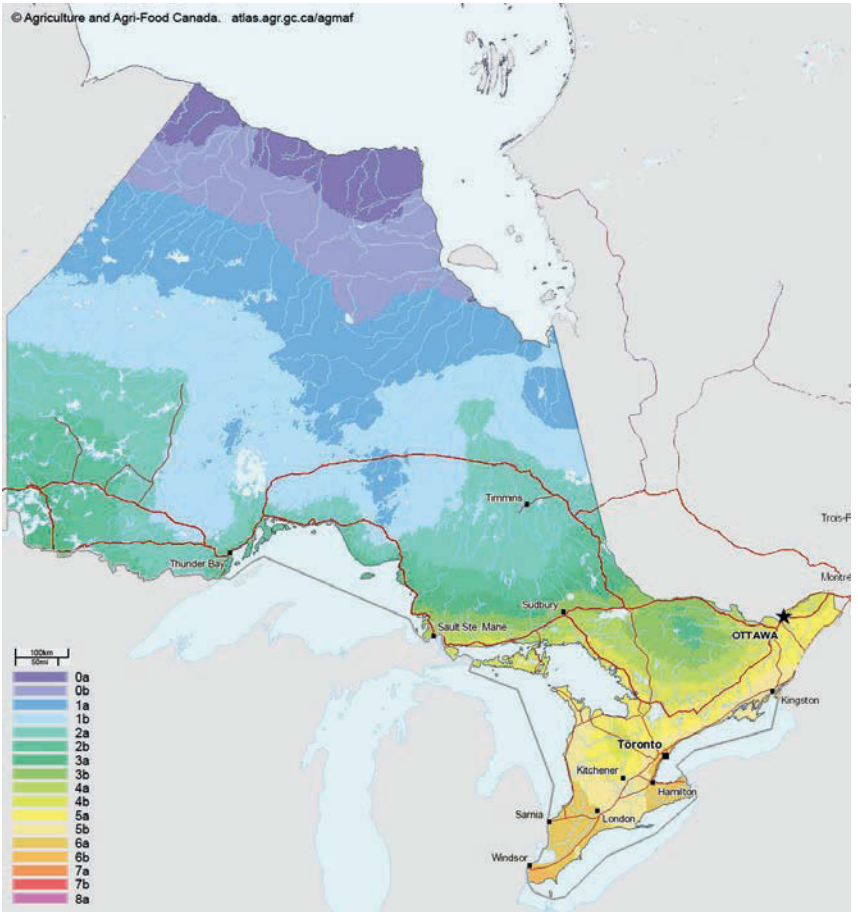 © Agriculture and Agri-Food Canada. atlas.agr.gc.ca/agmaf
Timmins
Trois-F
Thunder Bay
Montré
Sudbury
Sault Ste. Marie
OTTAWA
100km
50mi
0a
0b
1a
1b
2a
2b
3a
3b
4a
4b
5a
5b
6a
6b
7a
7b
8a
Kingston
Toronto
Kitchener
Hamilton
Sarnia
London
Windsor